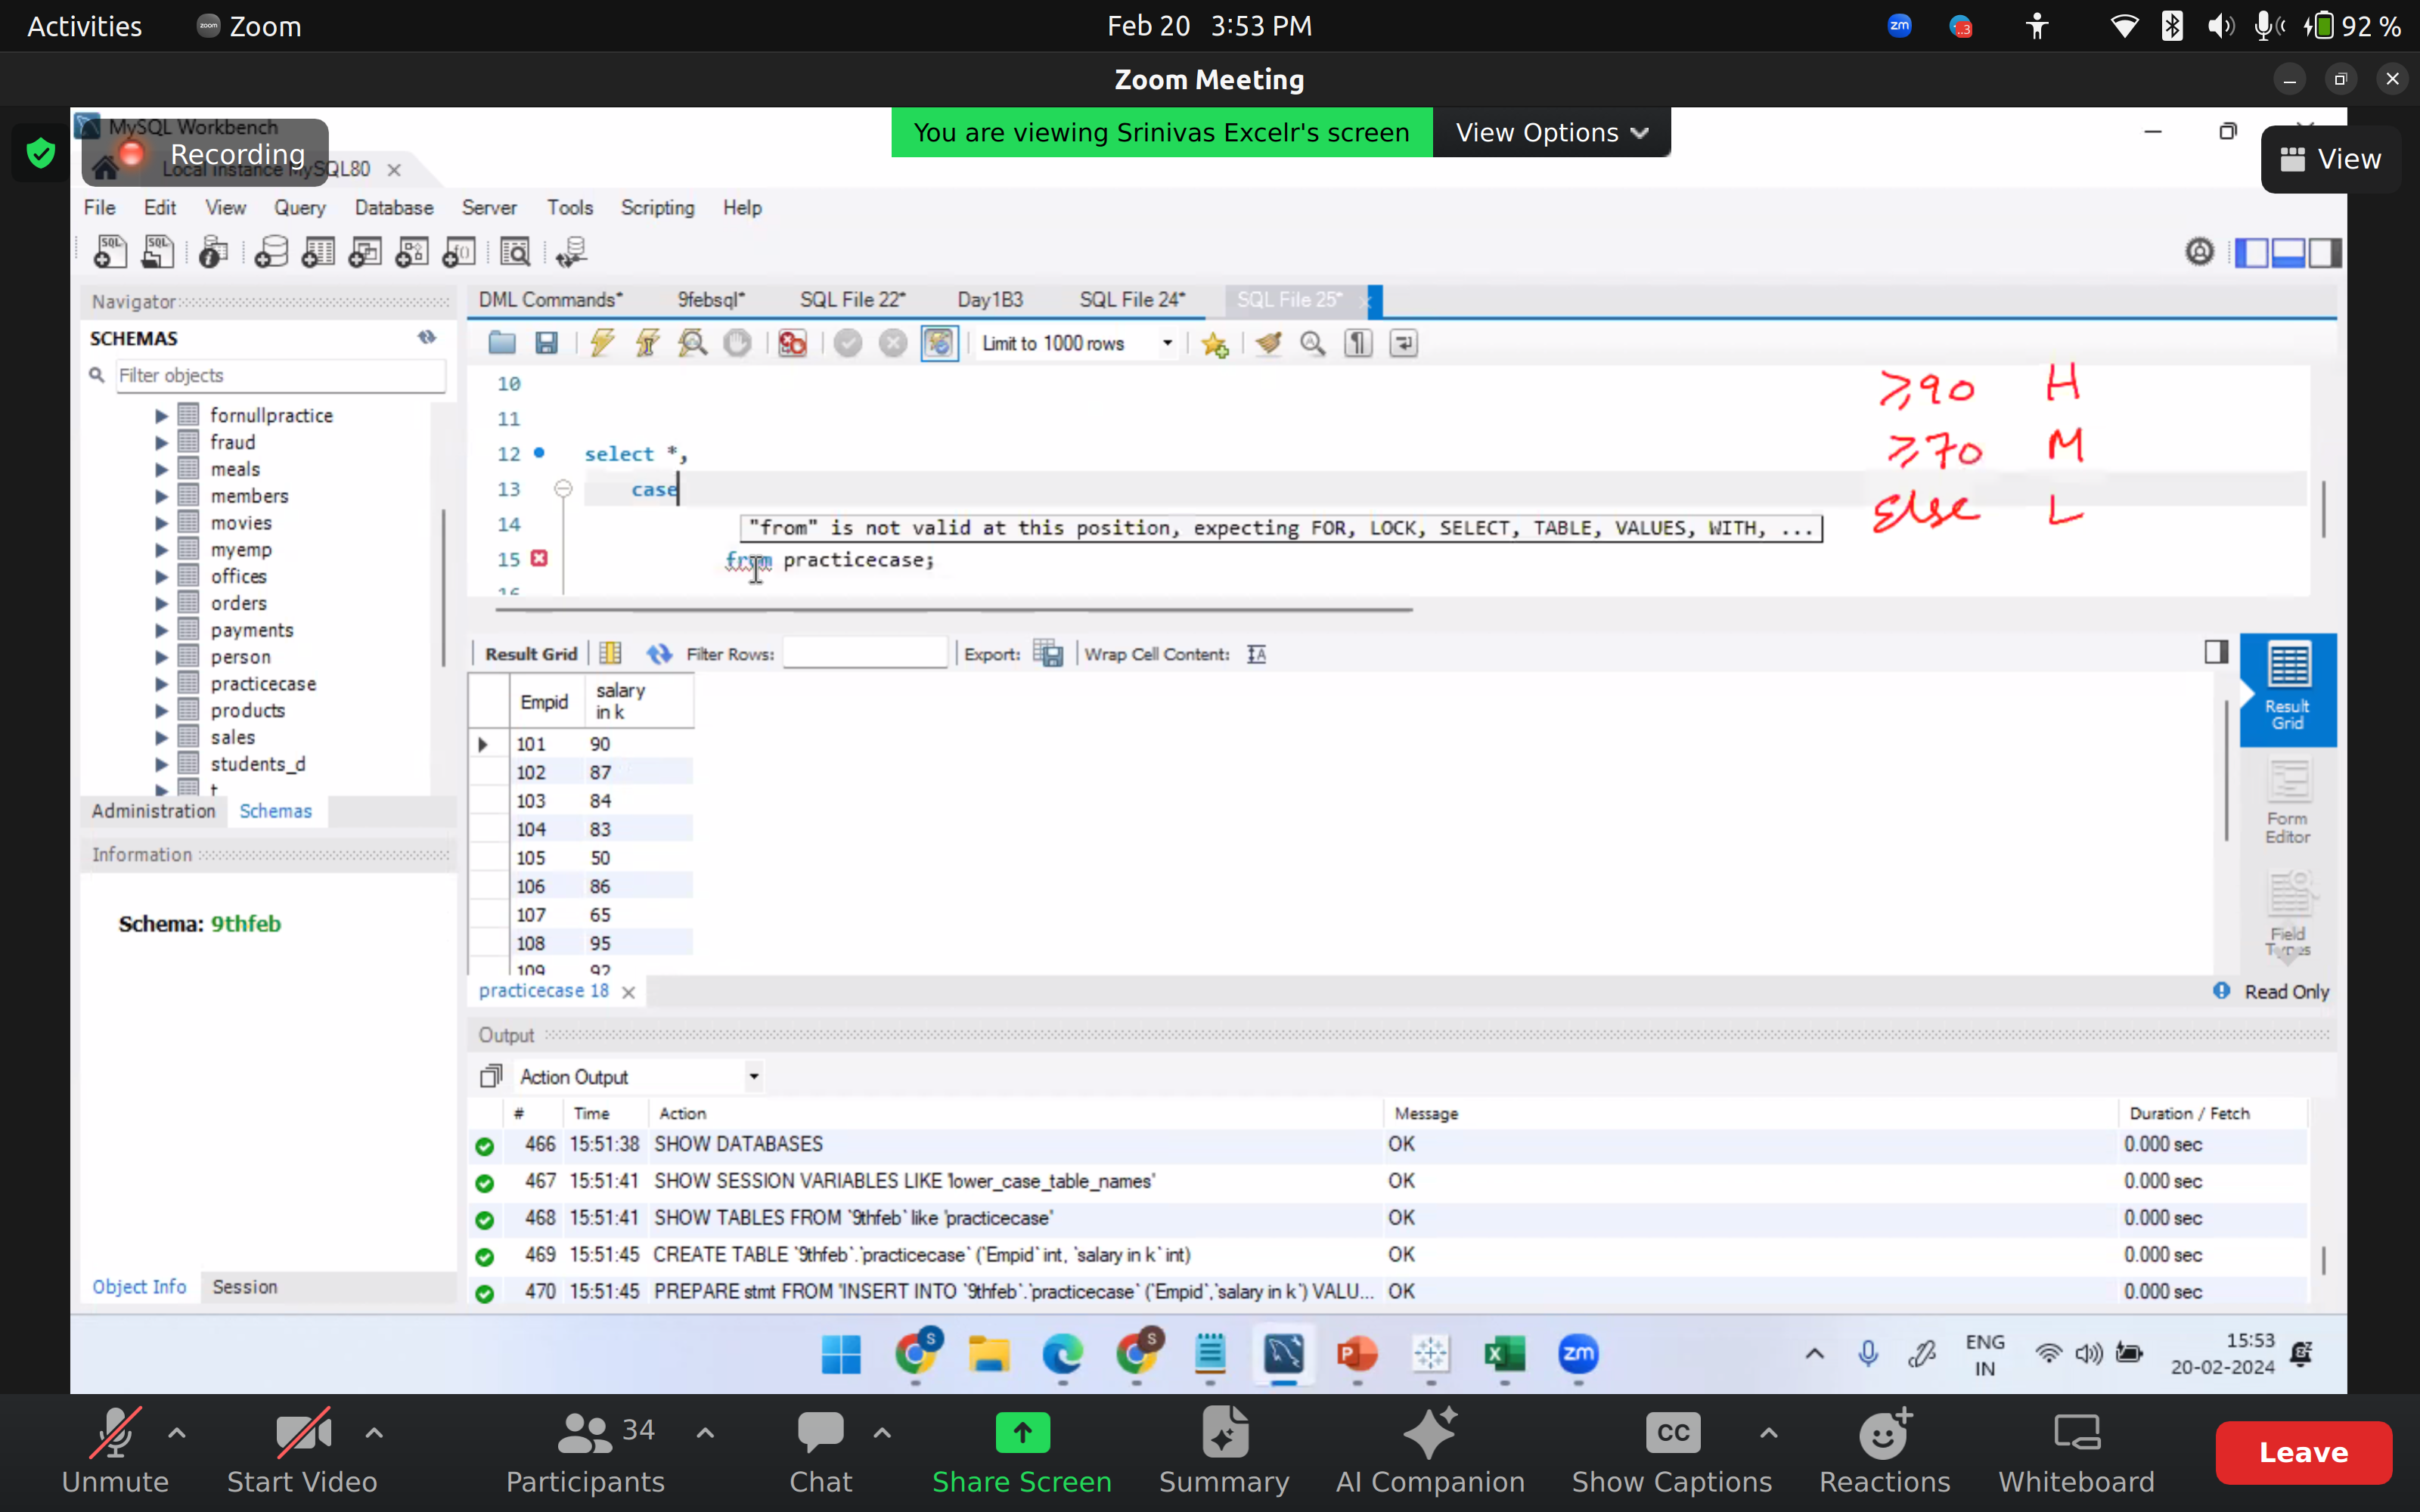 Activities
Zoom
Feb 20 3:53 PM
92 %
Zoom Meeting
MySQL Workbench
Recording
Local instance MySQL80
You are viewing Srinivas Excelr's screen
View Options
View
File Edit View Query Database Server Tools Scripting Help
Navigator
SCHEMAS
Filter objects
fornullpractice
fraud
meals
members
movies
myemp
offices
orders
payments
person
practicecase
products
sales
students_d
t
Administration Schemas
Information
Schema: 9thfeb
Object Info Session
DML Commands* 9febsql* SQL File 22* Day1B3 SQL File 24* SQL File 25*
Limit to 1000 rows
10
11
12 select *,
13 case
14
"from" is not valid at this position, expecting FOR, LOCK, SELECT, TABLE, VALUES, WITH, ...
15 from practicecase;
16
≥90 H
≥70 M
Else L
Result Grid Filter Rows: Export: Wrap Cell Content:
Empid salary in k
101 90
102 87
103 84
104 83
105 50
106 86
107 65
108 95
109 92
Result Grid
Form Editor
Field Types
practicecase 18
Read Only
Output
Action Output
# Time Action Message Duration / Fetch
466 15:51:38 SHOW DATABASES OK 0.000 sec
467 15:51:41 SHOW SESSION VARIABLES LIKE 'lower_case_table_names' OK 0.000 sec
468 15:51:41 SHOW TABLES FROM `9thfeb` like 'practicecase' OK 0.000 sec
469 15:51:45 CREATE TABLE `9thfeb`.`practicecase` (`Empid` int, `salary in k` int) OK 0.000 sec
470 15:51:45 PREPARE stmt FROM 'INSERT INTO `9thfeb`.`practicecase` (`Empid`,`salary in k`) VALU... OK 0.000 sec
ENG
IN
15:53
20-02-2024
Unmute
Start Video
34
Participants
Chat
Share Screen
Summary
AI Companion
CC
Show Captions
Reactions
Whiteboard
Leave